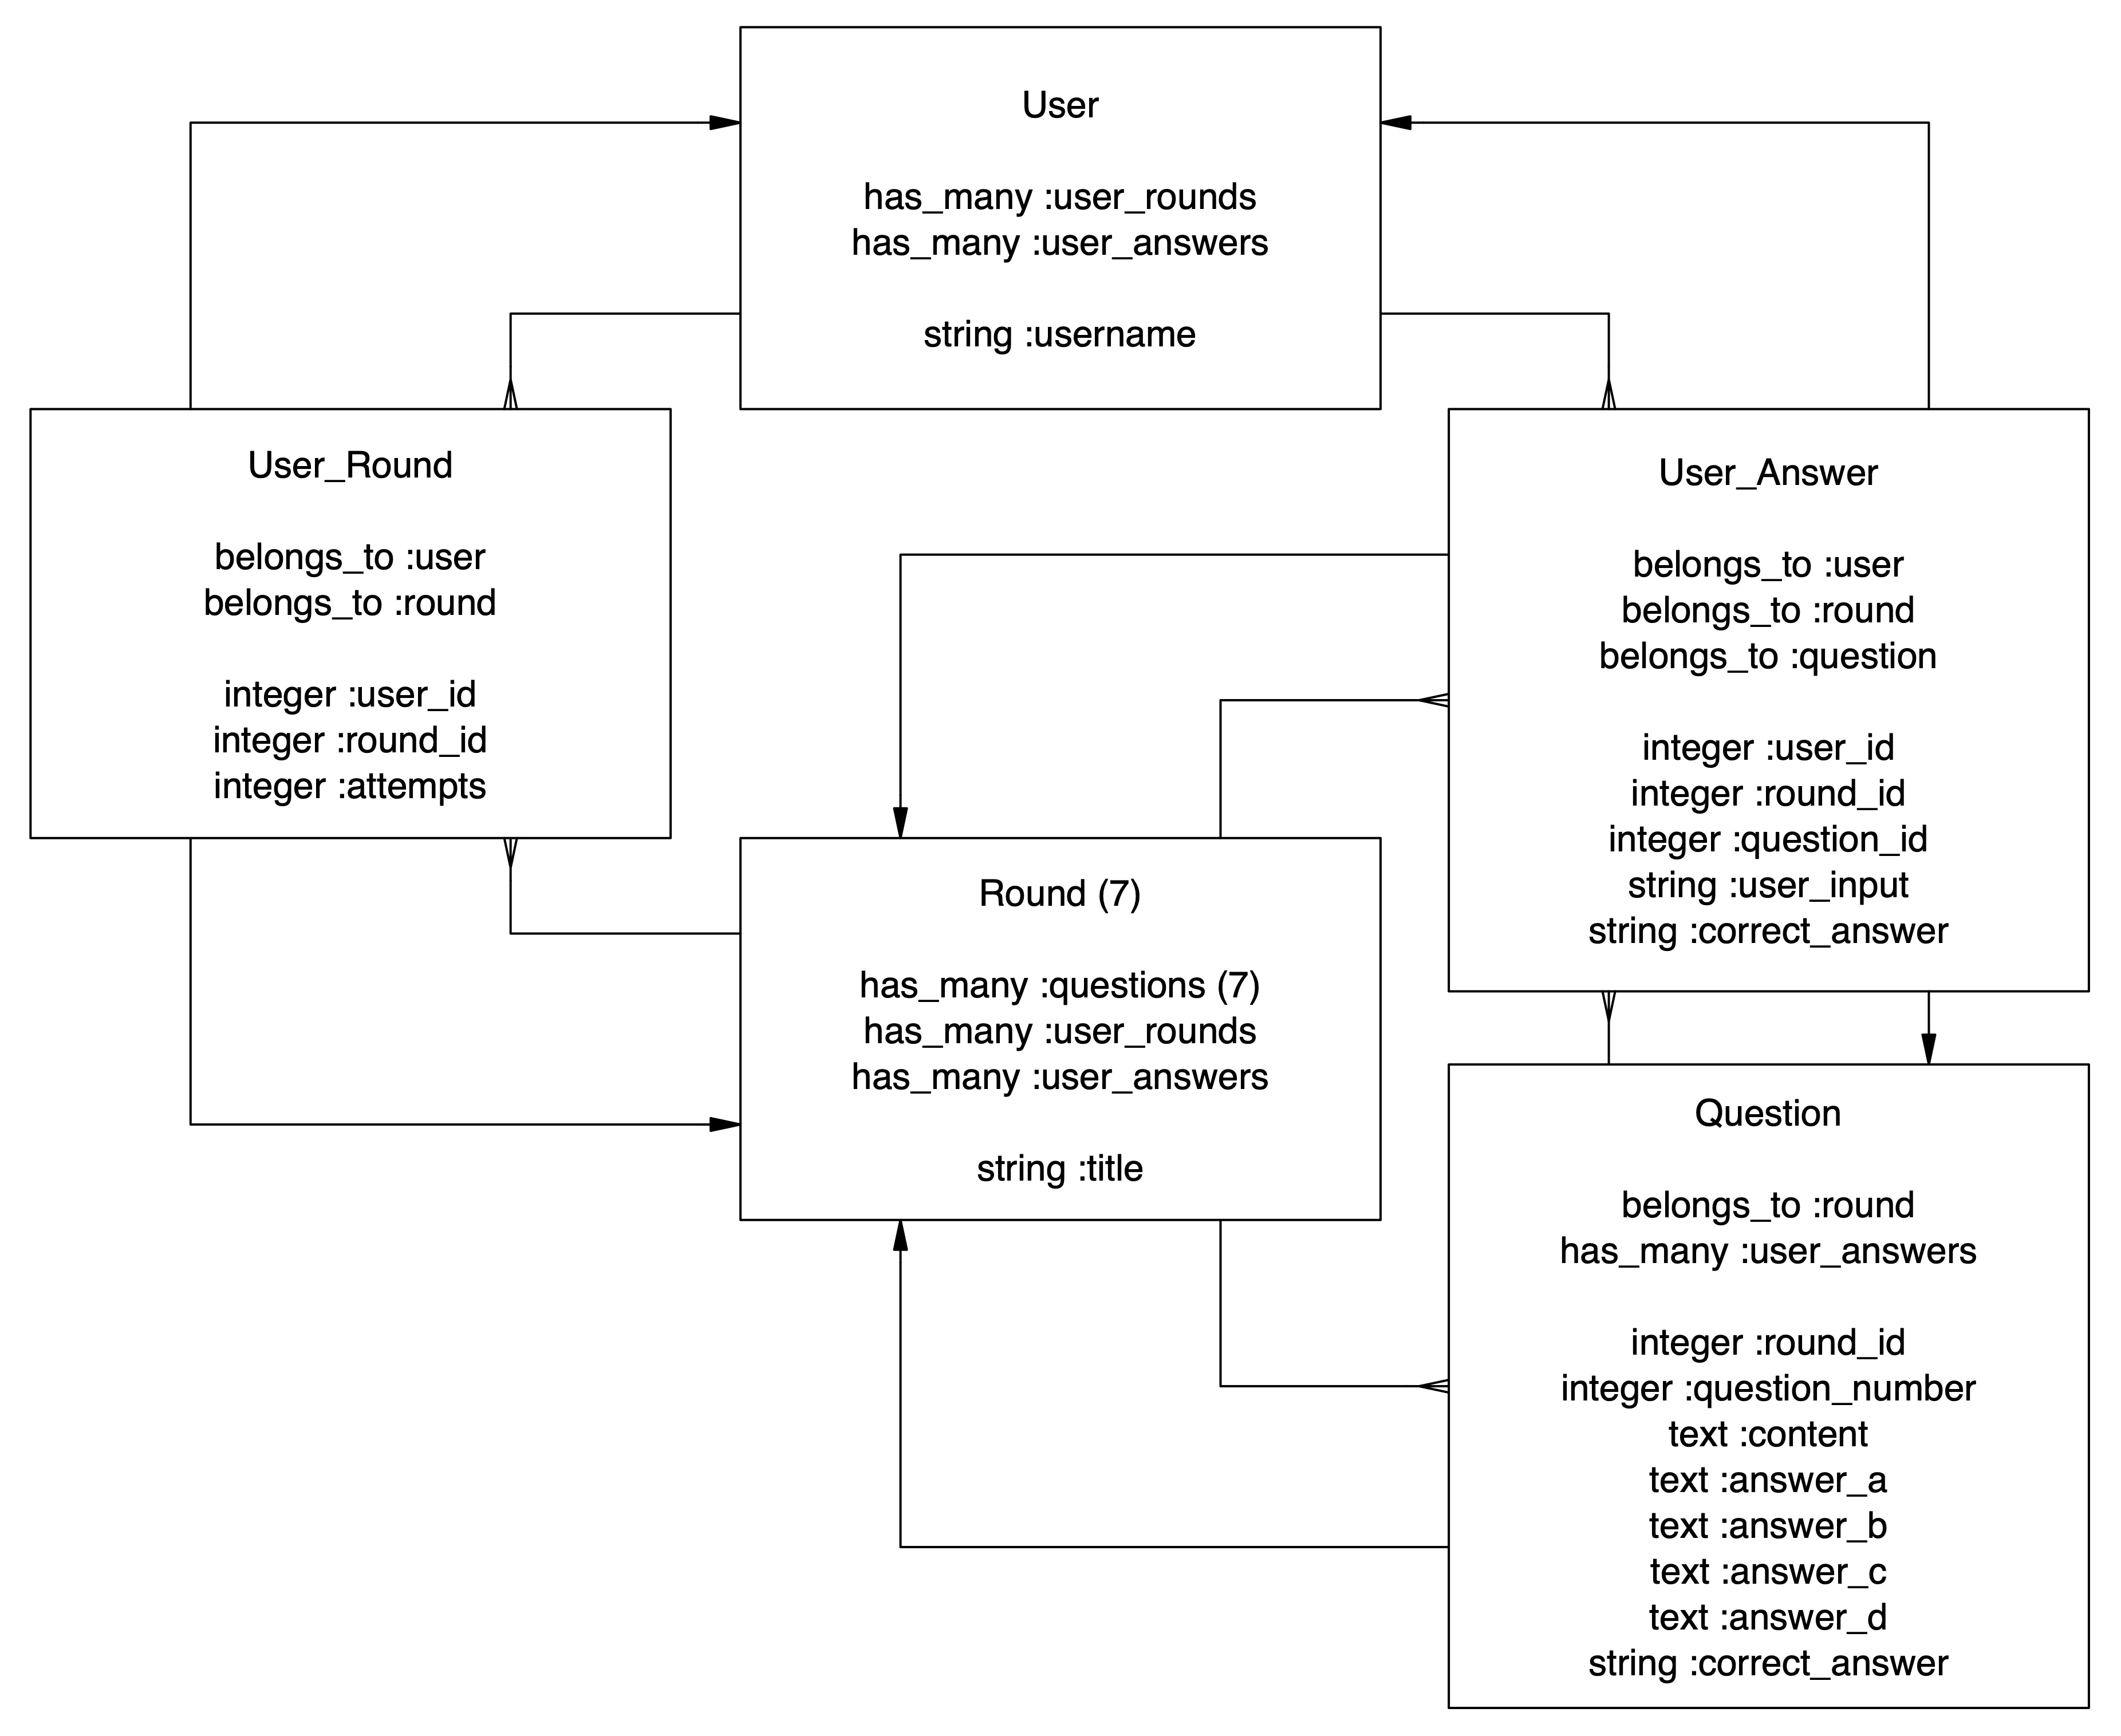 User
has_many :user_rounds
has_many :user_answers
string :username
User_Round
belongs_to :user
belongs_to :round
integer :user_id
integer :round_id
integer :attempts
User_Answer
belongs_to :user
belongs_to :round
belongs_to :question
integer :user_id
integer :round_id
integer :question_id
string :user_input
string :correct_answer
Round (7)
has_many :questions (7)
has_many :user_rounds
has_many :user_answers
string :title
Question
belongs_to :round
has_many :user_answers
integer :round_id
integer :question_number
text :content
text :answer_a
text :answer_b
text :answer_c
text :answer_d
string :correct_answer